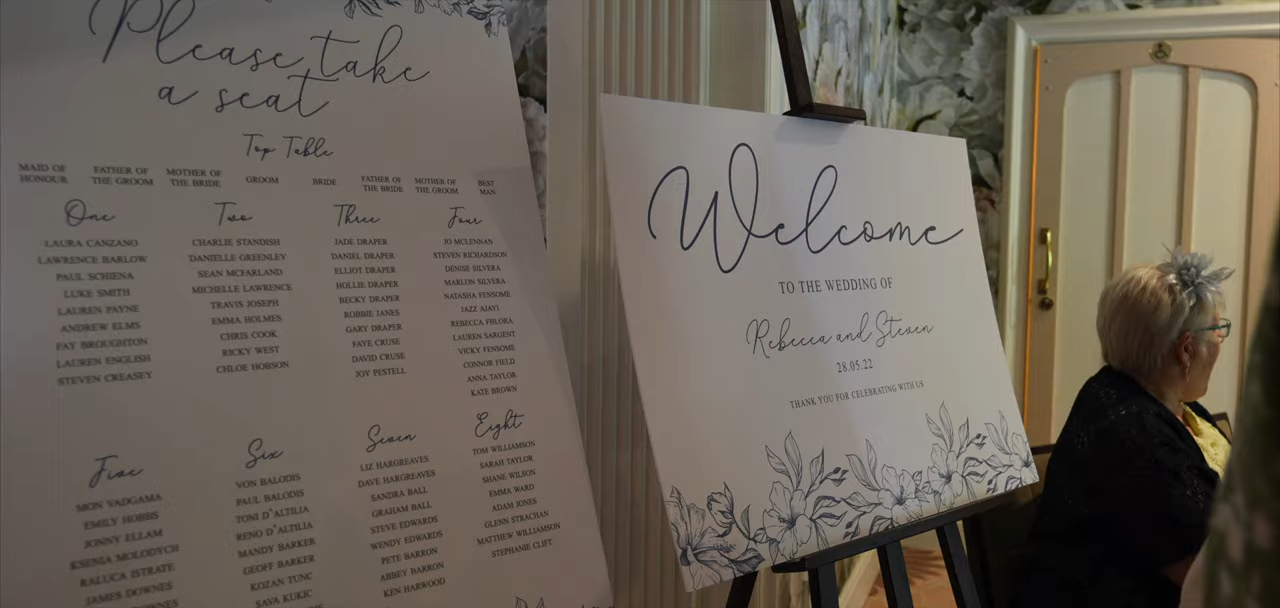 Please take
a seat
Top Table
MAID OF HONOUR
FATHER OF THE GROOM
MOTHER OF THE BRIDE
GROOM
BRIDE
FATHER OF THE BRIDE
MOTHER OF THE GROOM
BEST MAN
One
LAURA CANZANO
LAWRENCE BARLOW
PAUL SCHIENA
LUKE SMITH
LAUREN PAYNE
ANDREW ELMS
FAY BROUGHTON
LAUREN ENGLISH
STEVEN CREASEY
Two
CHARLIE STANDISH
DANIELLE GREENLEY
SEAN MCFARLAND
MICHELLE LAWRENCE
TRAVIS JOSEPH
EMMA HOLMES
CHRIS COOK
RICKY WEST
CHLOE HOBSON
Three
JADE DRAPER
DANIEL DRAPER
ELLIOT DRAPER
HOLLIE DRAPER
BECKY DRAPER
ROBBIE JANES
GARY DRAPER
FAYE CRUSE
DAVID CRUSE
JOY PESTELL
Four
JO MCLENNAN
STEVEN RICHARDSON
DENISE SILVERA
MARLON SILVERA
NATASHA FENSOME
JAZZ AJAYI
REBECCA FHLORA
LAUREN SARGENT
VICKY FENSOME
CONNOR FIELD
ANNA TAYLOR
KATE BROWN
Five
MON VADGAMA
EMILY HOBBS
JONNY ELLAM
KSENIA MOLODYCH
RALUCA ISTRATE
JAMES DOWNES
DOWNES
Six
VON BALODIS
PAUL BALODIS
TONI D'ALTILIA
RENO D'ALTILIA
MANDY BARKER
GEOFF BARKER
KOZAN TUNC
SAVA KUKIC
Seven
LIZ HARGREAVES
DAVE HARGREAVES
SANDRA BALL
GRAHAM BALL
STEVE EDWARDS
WENDY EDWARDS
PETE BARRON
ABBEY BARRON
KEN HARWOOD
Eight
TOM WILLIAMSON
SARAH TAYLOR
SHANE WILSON
EMMA WARD
ADAM JONES
GLENN STRACHAN
MATTHEW WILLIAMSON
STEPHANIE CLIFT
Welcome
TO THE WEDDING OF
Rebecca and Steven
28.05.22
THANK YOU FOR CELEBRATING WITH US